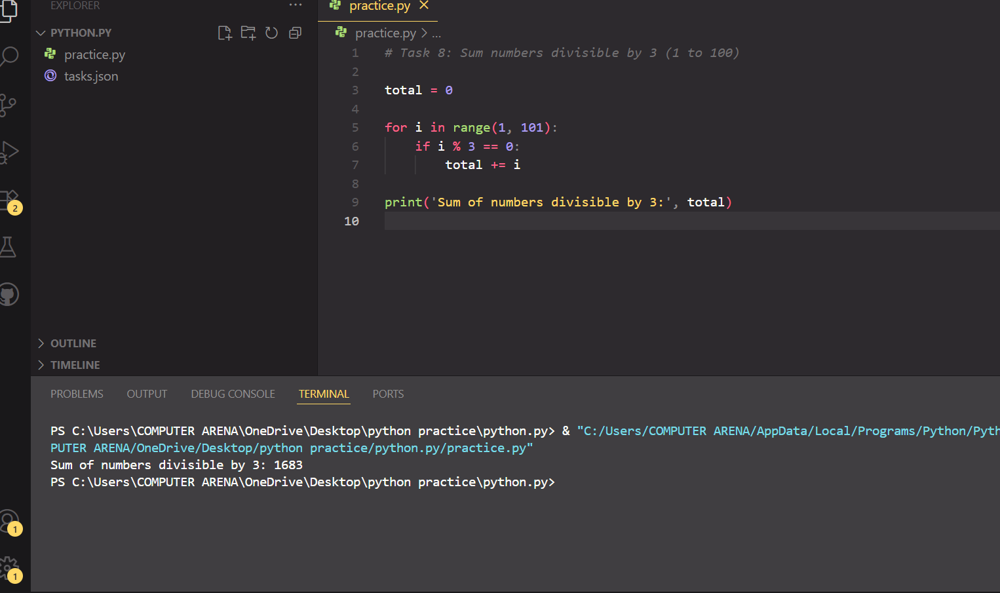 EXPLORER
PYTHON.PY
practice.py
tasks.json
OUTLINE
TIMELINE
practice.py
practice.py > ...
1 # Task 8: Sum numbers divisible by 3 (1 to 100)
2
3 total = 0
4
5 for i in range(1, 101):
6     if i % 3 == 0:
7         total += i
8
9 print('Sum of numbers divisible by 3:', total)
10
PROBLEMS OUTPUT DEBUG CONSOLE TERMINAL PORTS
PS C:\Users\COMPUTER ARENA\OneDrive\Desktop\python practice\python.py> & "C:/Users/COMPUTER ARENA/AppData/Local/Programs/Python/Pyth
PUTER ARENA/OneDrive/Desktop/python practice/python.py/practice.py"
Sum of numbers divisible by 3: 1683
PS C:\Users\COMPUTER ARENA\OneDrive\Desktop\python practice\python.py>
2
1
1